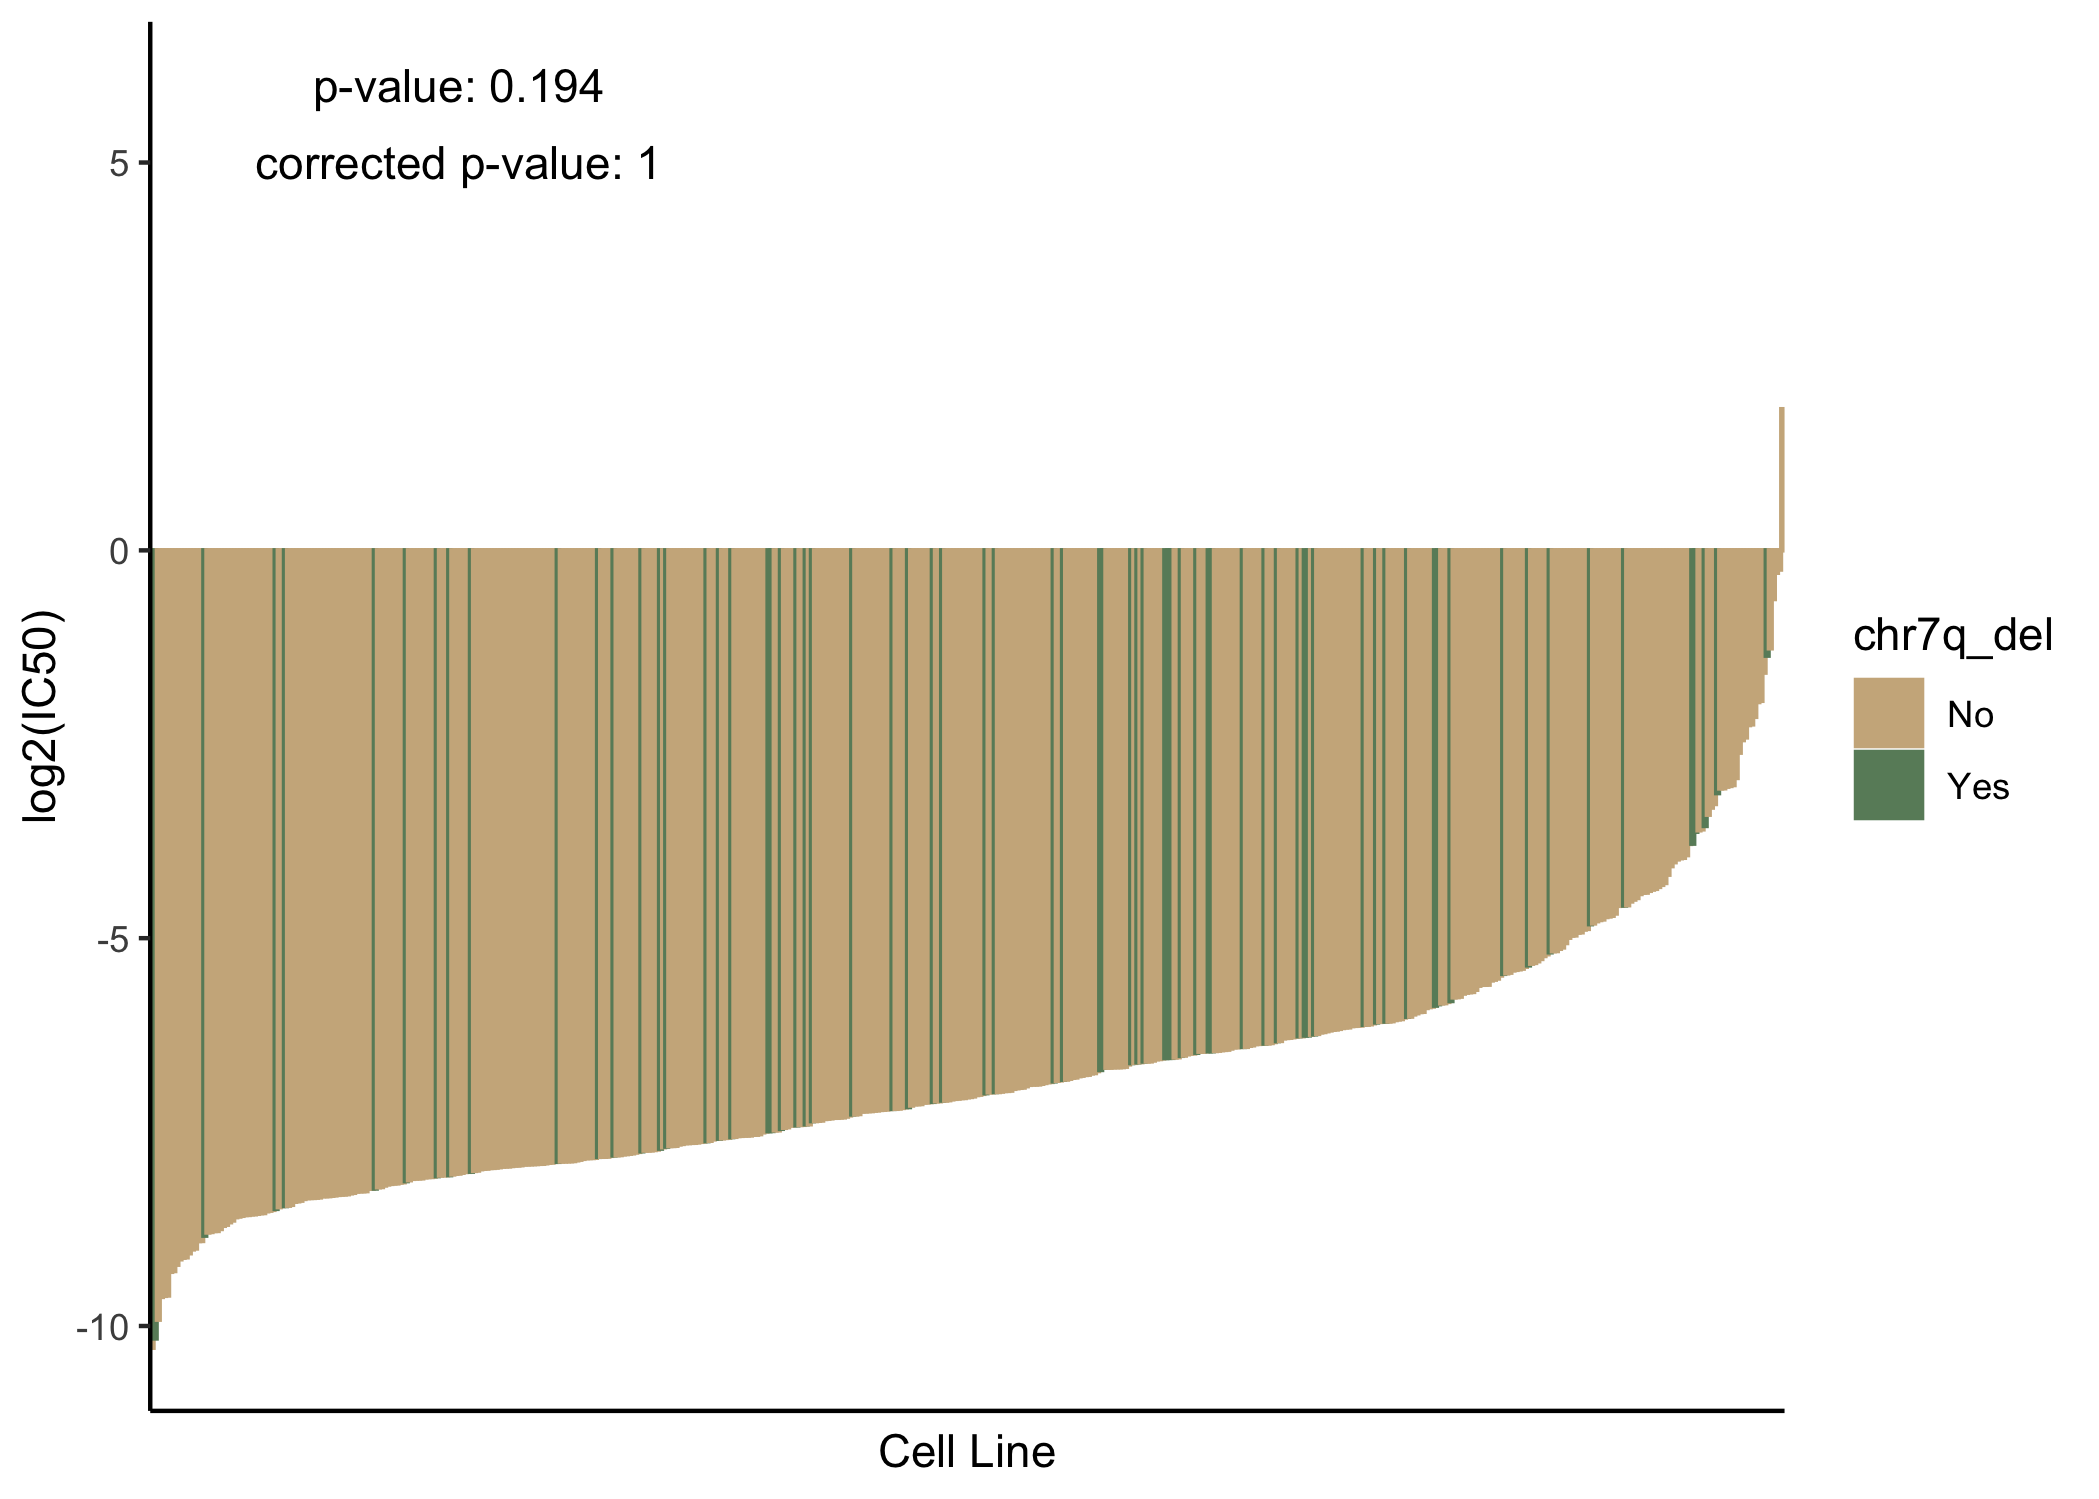 p-value: 0.194
corrected p-value: 1
5
0
-5
-10
log2(IC50)
Cell Line
chr7q_del
No
Yes